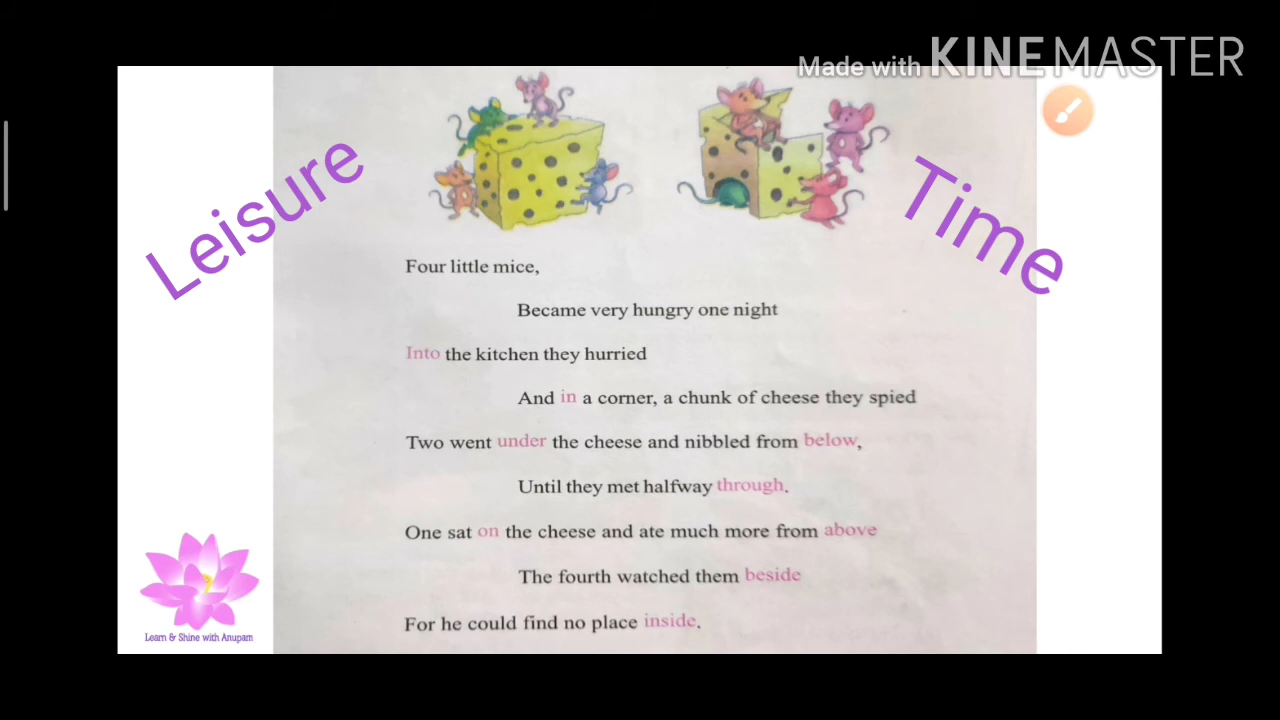 Made with KINEMASTER
Leisure
Time
Four little mice,
Became very hungry one night
Into the kitchen they hurried
And in a corner, a chunk of cheese they spied
Two went under the cheese and nibbled from below,
Until they met halfway through.
One sat on the cheese and ate much more from above
The fourth watched them beside
For he could find no place inside.
Learn & Shine with Anupam